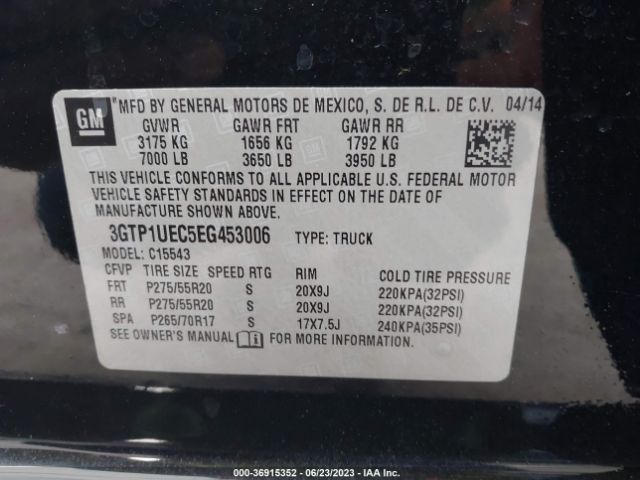 GM
"MFD BY GENERAL MOTORS DE MEXICO, S. DE R.L. DE C.V. 04/14
GVWR GAWR FRT GAWR RR
3175 KG 1656 KG 1792 KG
7000 LB 3650 LB 3950 LB
THIS VEHICLE CONFORMS TO ALL APPLICABLE U.S. FEDERAL MOTOR
VEHICLE SAFETY STANDARDS IN EFFECT ON THE DATE OF
MANUFACTURE SHOWN ABOVE.
3GTP1UEC5EG453006 TYPE: TRUCK
MODEL: C15543
CFVP TIRE SIZE SPEED RTG RIM COLD TIRE PRESSURE
FRT P275/55R20 S 20X9J 220KPA(32PSI)
RR P275/55R20 S 20X9J 220KPA(32PSI)
SPA P265/70R17 S 17X7.5J 240KPA(35PSI)
SEE OWNER'S MANUAL FOR MORE INFORMATION.
000-36915352 / 06/23/2023 - IAA Inc.